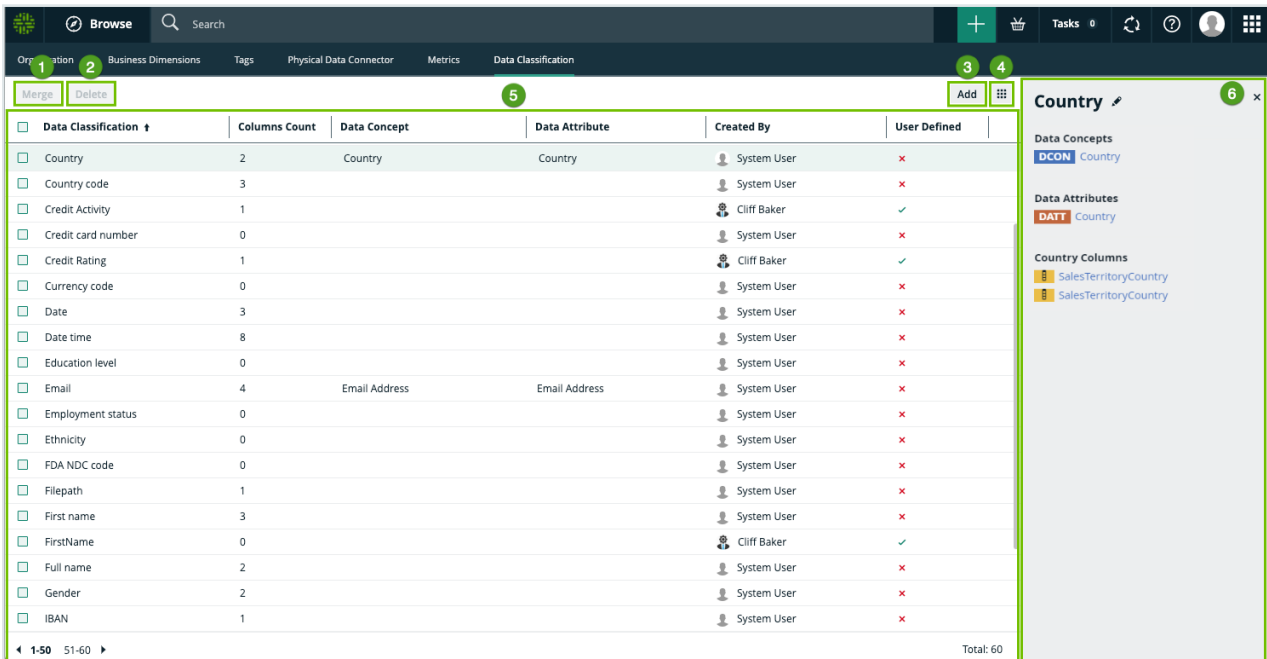 Browse Search Tasks 0
Organisation Business Dimensions Tags Physical Data Connector Metrics Data Classification
1 2 3 4
Merge Delete 5 Add 6
Data Classification Columns Count Data Concept Data Attribute Created By User Defined
Country 2 Country Country System User
Country code 3 System User
Credit Activity 1 Cliff Baker
Credit card number 0 System User
Credit Rating 1 Cliff Baker
Currency code 0 System User
Date 3 System User
Date time 8 System User
Education level 0 System User
Email 4 Email Address Email Address System User
Employment status 0 System User
Ethnicity 0 System User
FDA NDC code 0 System User
Filepath 1 System User
First name 3 System User
FirstName 0 Cliff Baker
Full name 2 System User
Gender 2 System User
IBAN 1 System User
1-50 51-60 Total: 60
Country
Data Concepts
DCON Country
Data Attributes
DATT Country
Country Columns
SalesTerritoryCountry
SalesTerritoryCountry